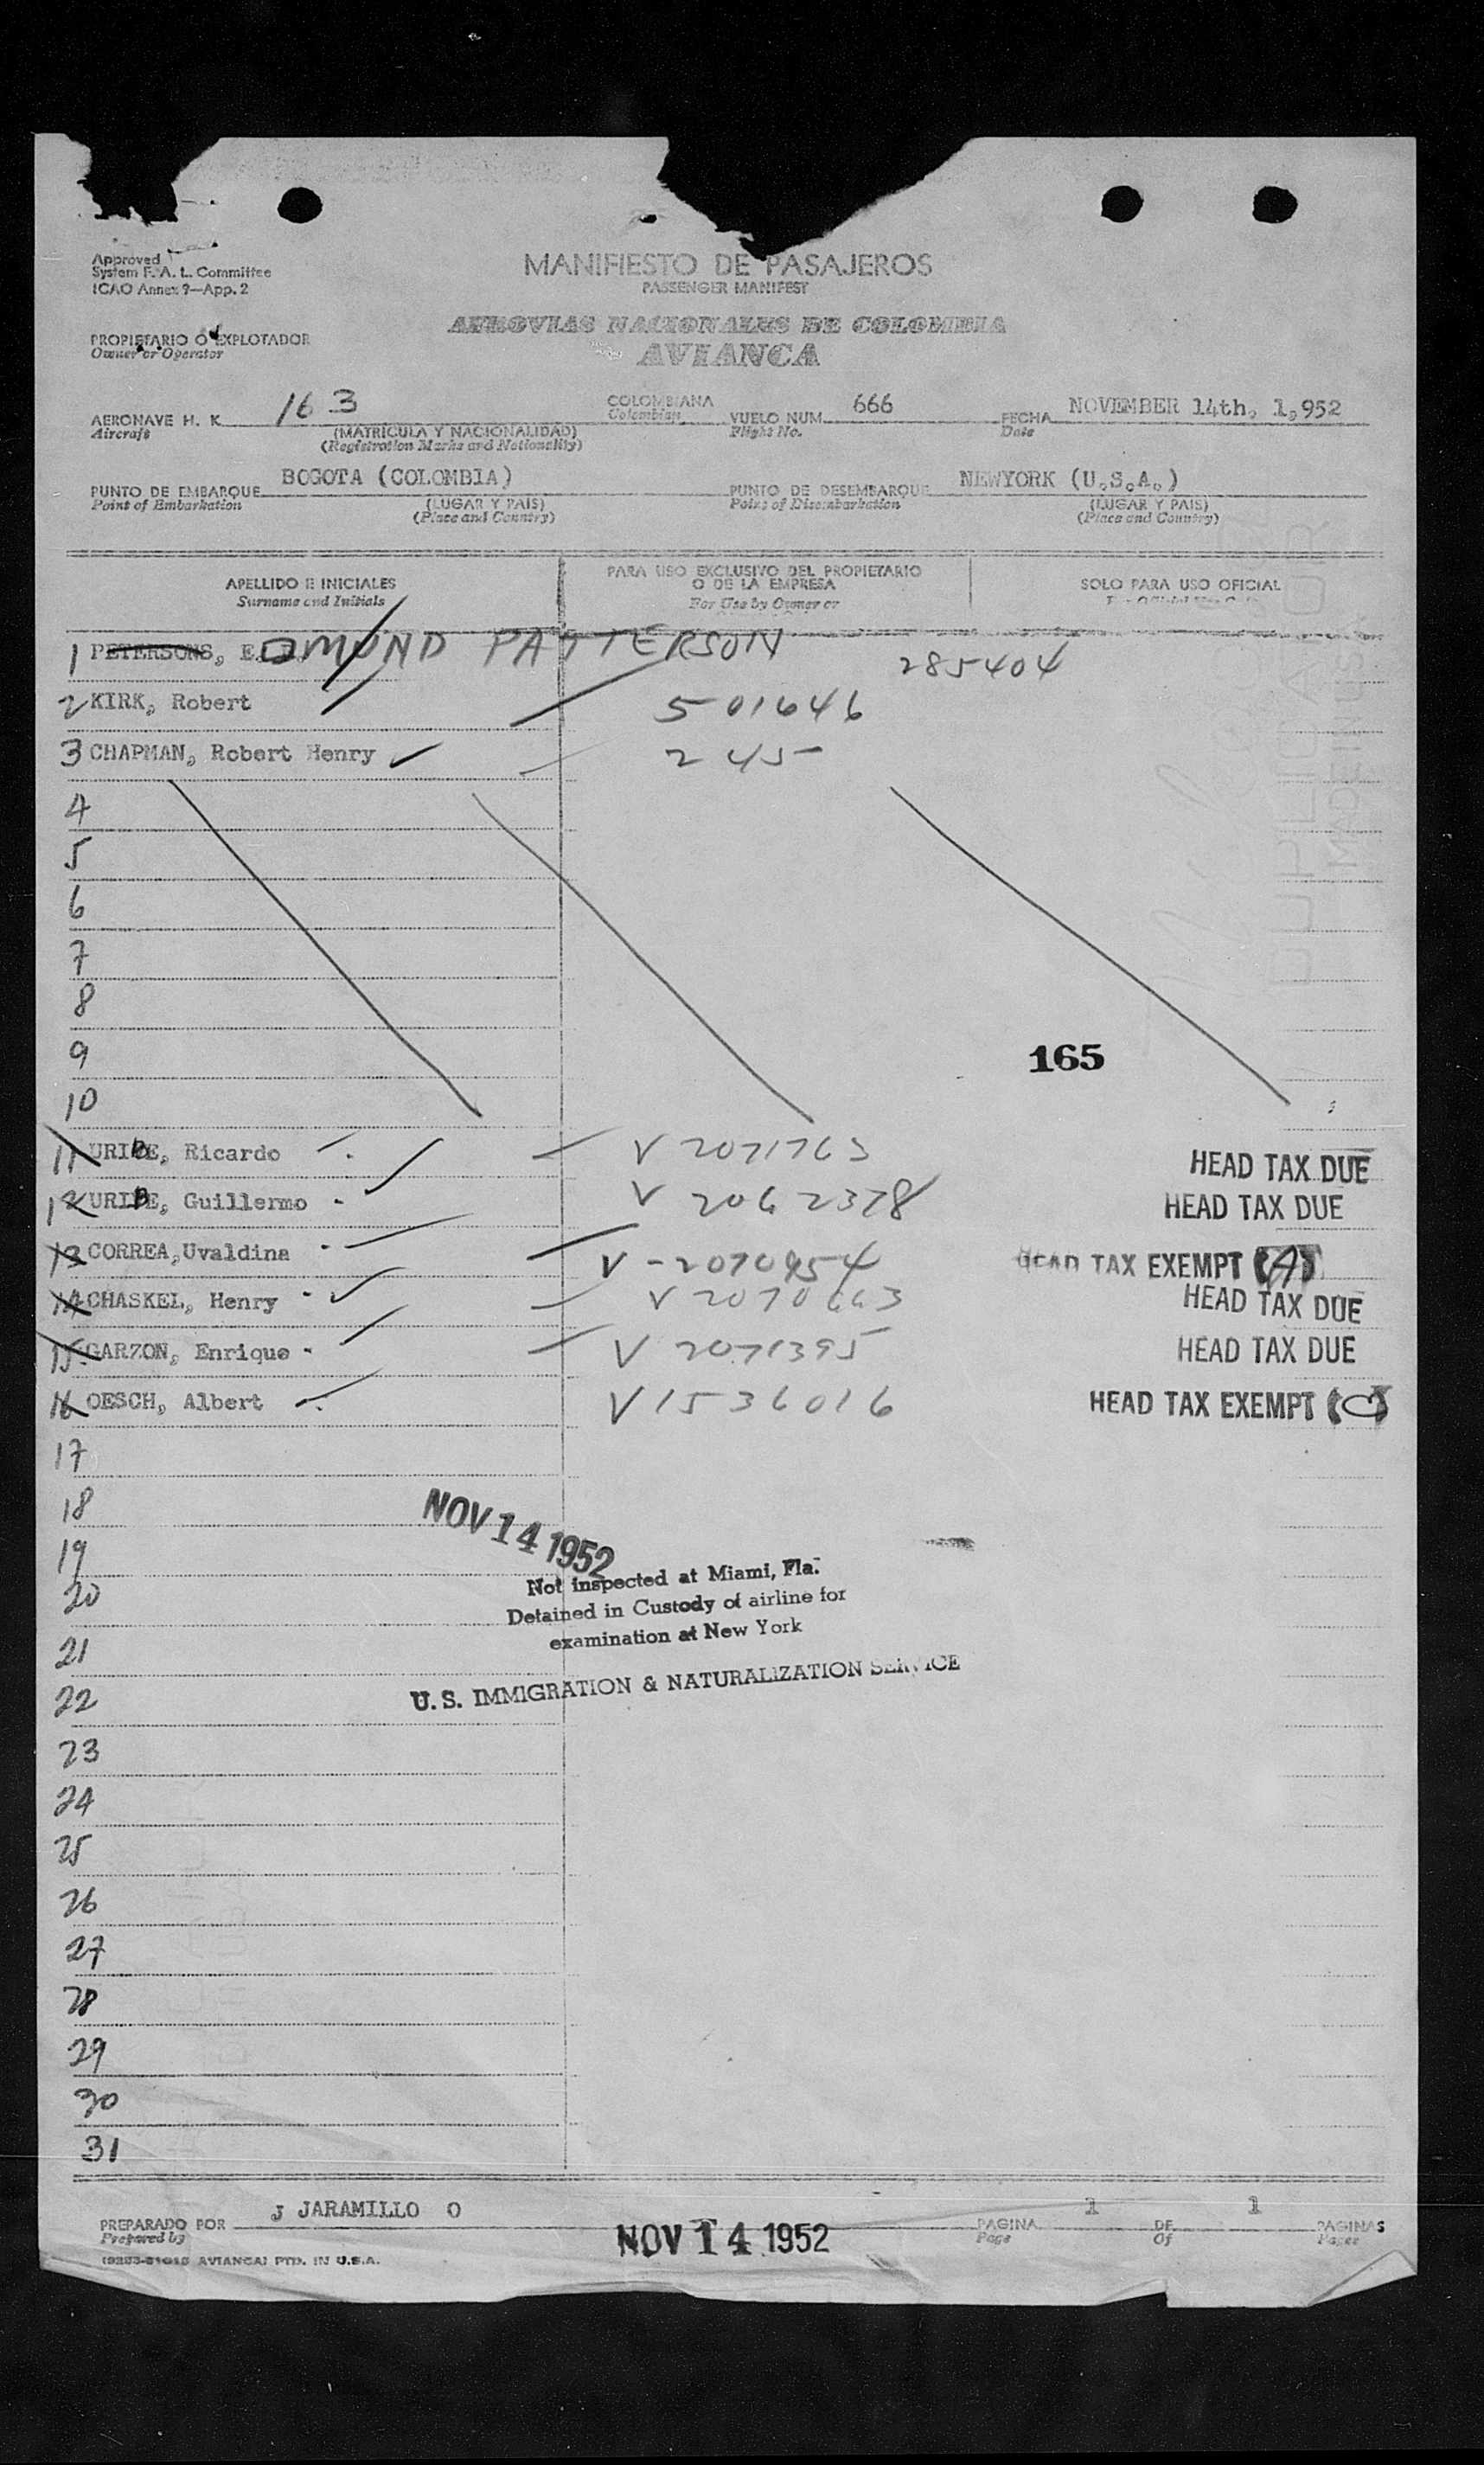 Approved
System F. A. L. Committee
ICAO Annex 9—App. 2
MANIFIESTO DE PASAJEROS
PASSENGER MANIFEST
AEROVIAS NACIONALES DE COLOMBIA
AVIANCA
PROPIETARIO O EXPLOTADOR
Owner or Operator
AERONAVE H. K. 163 COLOMBIANA VUELO NUM. 666 FECHA NOVEMBER 14th, 1,952
Aircraft (MATRICULA Y NACIONALIDAD) Colombian Flight No. Date
(Registration Marks and Nationality)
PUNTO DE EMBARQUE BOGOTA (COLOMBIA) PUNTO DE DESEMBARQUE NEWYORK (U.S.A.)
Point of Embarkation (LUGAR Y PAIS) Point of Disembarkation (LUGAR Y PAIS)
(Place and Country) (Place and Country)
APELLIDO E INICIALES PARA USO EXCLUSIVO DEL PROPIETARIO SOLO PARA USO OFICIAL
O DE LA EMPRESA
Surname and Initials For Use by Owner or
1 PETERSONS, E. OMUND PATTERSON 285404
2 KIRK, Robert 501646
3 CHAPMAN, Robert Henry 245
4
5
6
7
8
9 165
10
11 URIBE, Ricardo V 2071763 HEAD TAX DUE
12 URIBE, Guillermo V 2062378 HEAD TAX DUE
13 CORREA, Uvaldina V-2070954 HEAD TAX EXEMPT (A)
14 CHASKEL, Henry V 2070663 HEAD TAX DUE
15 GARZON, Enrique V 2071395 HEAD TAX DUE
16 OESCH, Albert V1536016 HEAD TAX EXEMPT (C)
17
18
NOV 14 1952
19
20 Not inspected at Miami, Fla.
Detained in Custody of airline for
21 examination at New York
22 U. S. IMMIGRATION & NATURALIZATION SERVICE
23
24
25
26
27
28
29
30
31
PREPARADO POR J JARAMILLO O NOV 14 1952 PAGINA 1 DE 1 PAGINAS
Prepared by Page Of Pages
AVIANCA) PTD. IN U.S.A.